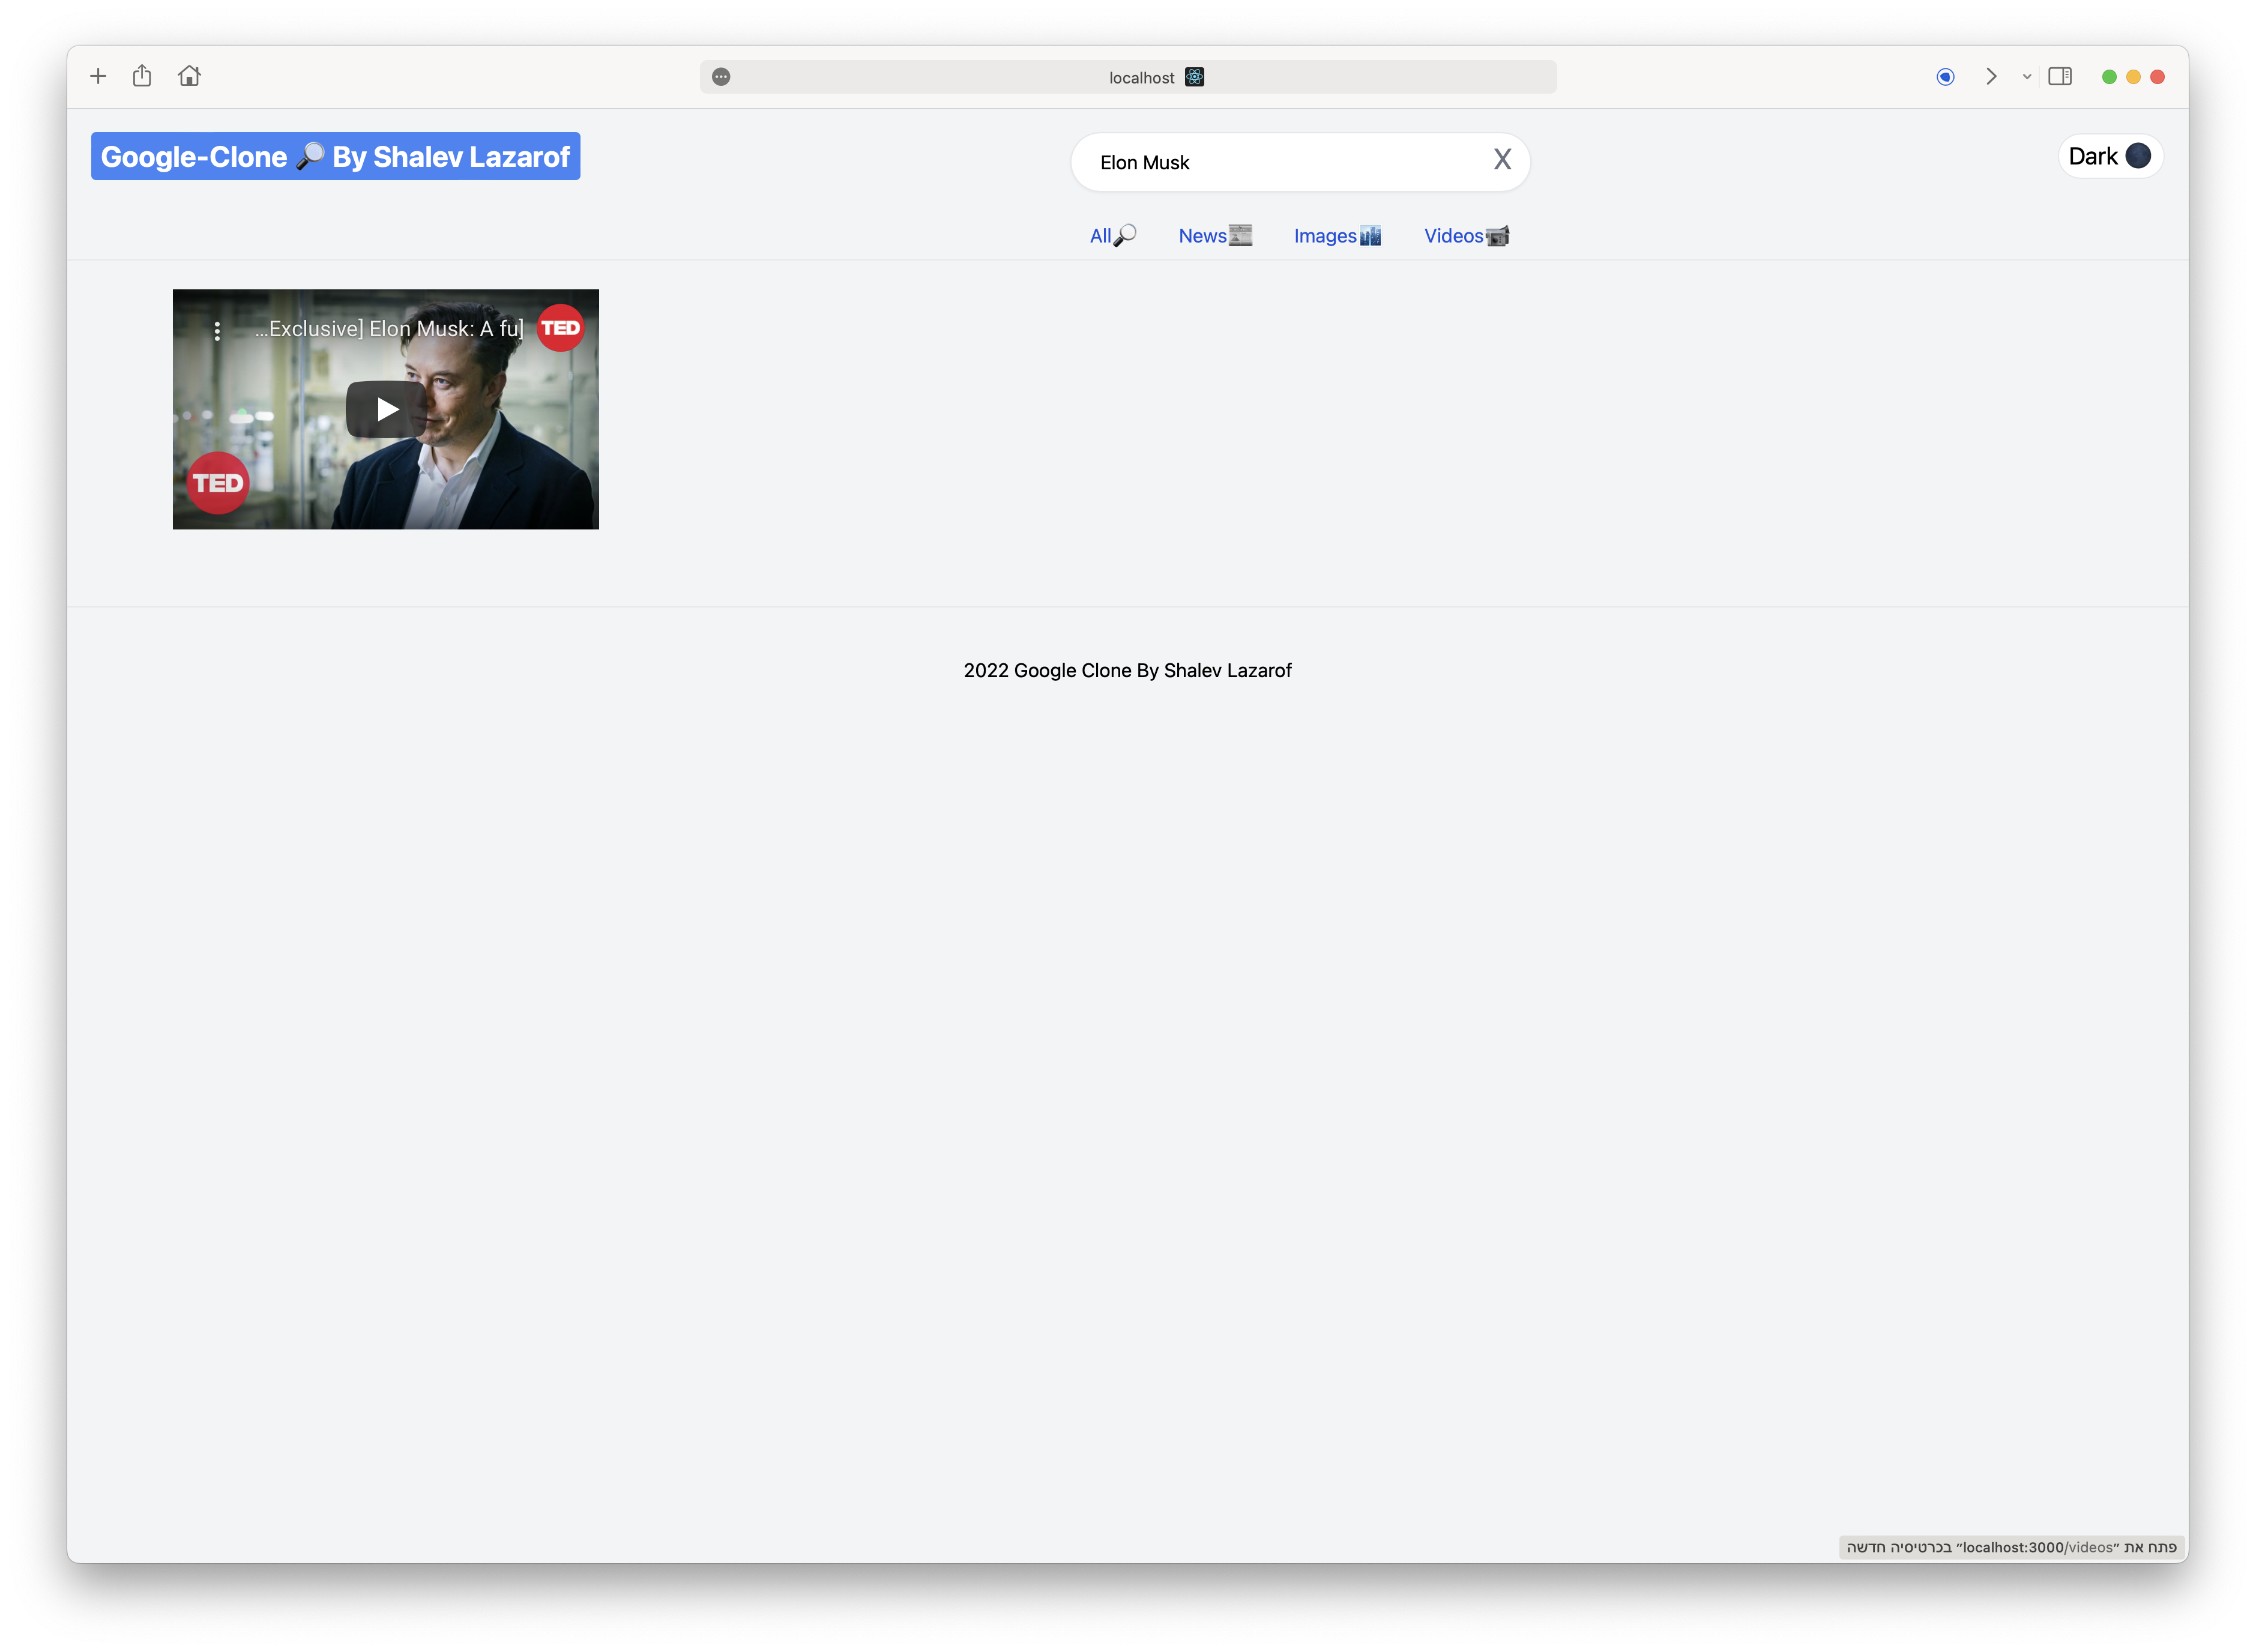 localhost
Google-Clone 🔎 By Shalev Lazarof
Elon Musk
X
Dark 🌑
All🔎
News📰
Images🌃
Videos📹
...Exclusive] Elon Musk: A fu]
TED
TED
2022 Google Clone By Shalev Lazarof
פתח את ״localhost:3000/videos״ בכרטיסיה חדשה